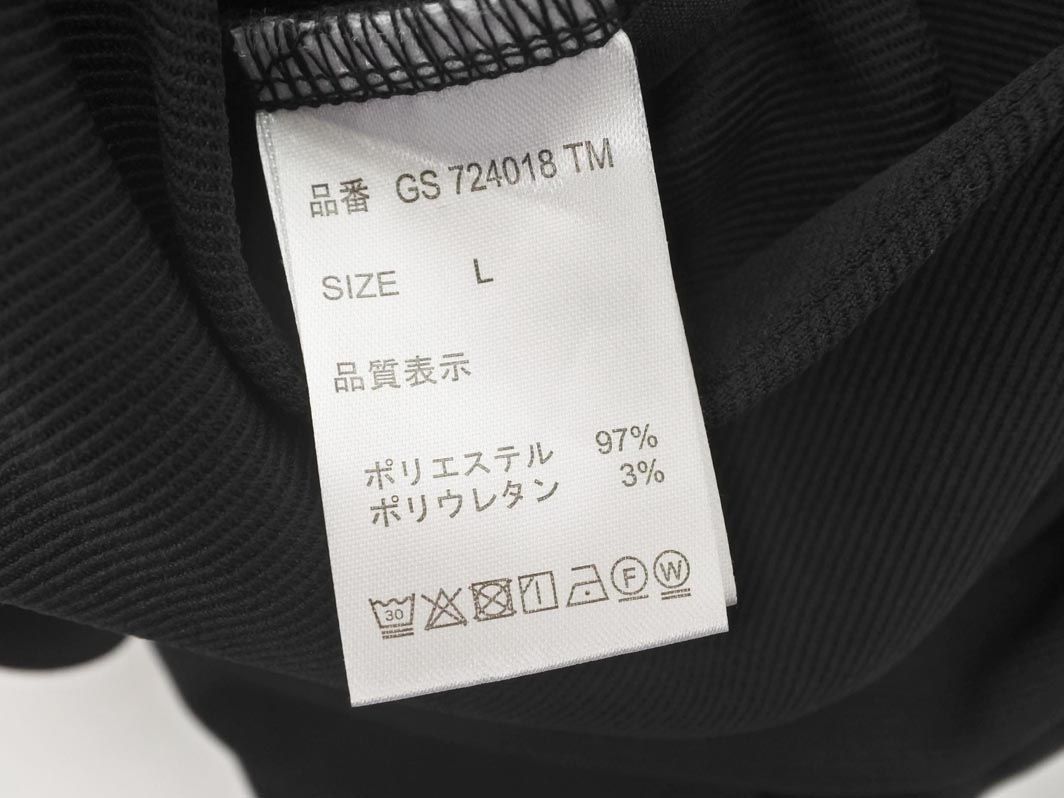 品番 GS 724018 TM
SIZE L
品質表示
ポリエステル 97%
ポリウレタン 3%
30 F W